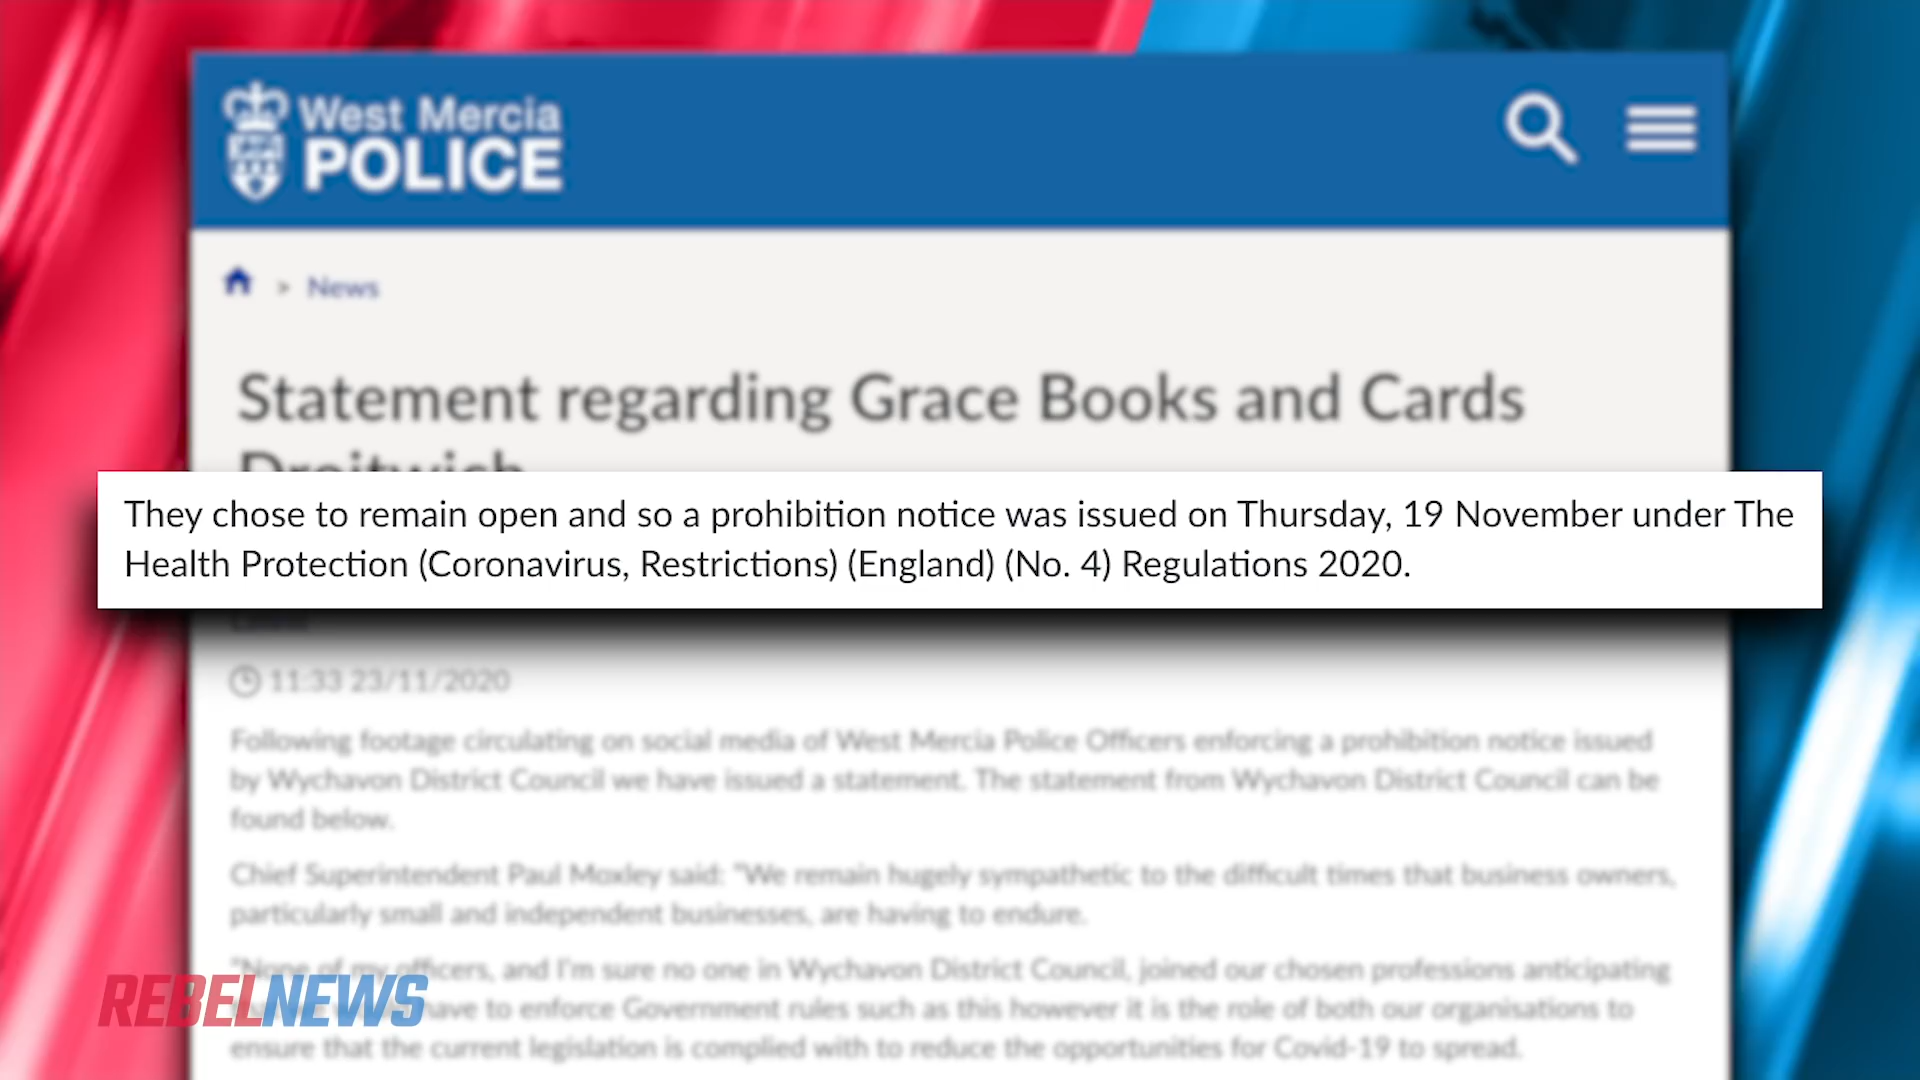 West Mercia
POLICE
> News
Statement regarding Grace Books and Cards
Droitwich
They chose to remain open and so a prohibition notice was issued on Thursday, 19 November under The
Health Protection (Coronavirus, Restrictions) (England) (No. 4) Regulations 2020.
11:33 23/11/2020
Following footage circulating on social media of West Mercia Police Officers enforcing a prohibition notice issued
by Wychavon District Council we have issued a statement. The statement from Wychavon District Council can be
found below.
Chief Superintendent Paul Moxley said: "We remain hugely sympathetic to the difficult times that business owners,
particularly small and independent businesses, are having to endure.
"None of my officers, and I'm sure no one in Wychavon District Council, joined our chosen professions anticipating
have to enforce Government rules such as this however it is the role of both our organisations to
ensure that the current legislation is complied with to reduce the opportunities for Covid-19 to spread.
REBELNEWS